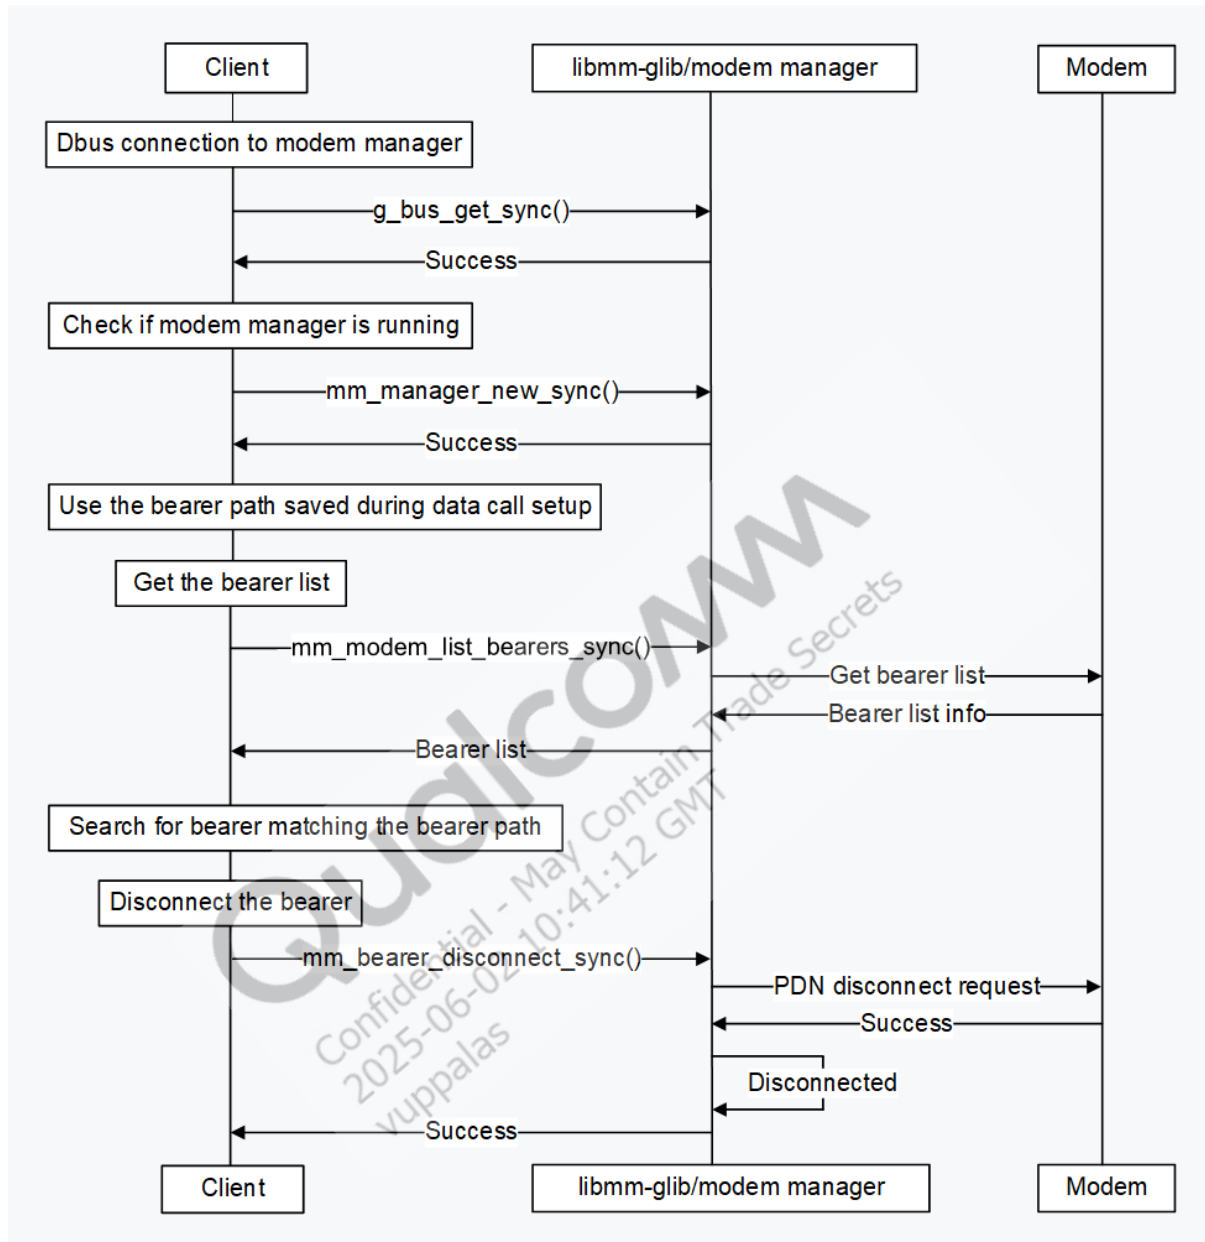 Client
libmm-glib/modem manager
Modem
Dbus connection to modem manager
g_bus_get_sync()
Success
Check if modem manager is running
mm_manager_new_sync()
Success
Use the bearer path saved during data call setup
Get the bearer list
mm_modem_list_bearers_sync()
Get bearer list
Bearer list info
Bearer list
Search for bearer matching the bearer path
Disconnect the bearer
mm_bearer_disconnect_sync()
PDN disconnect request
Success
Disconnected
Success
Client
libmm-glib/modem manager
Modem
Qualcomm
Confidential - May Contain Trade Secrets
2025-06-02 10:41:12 GMT
vuppalas